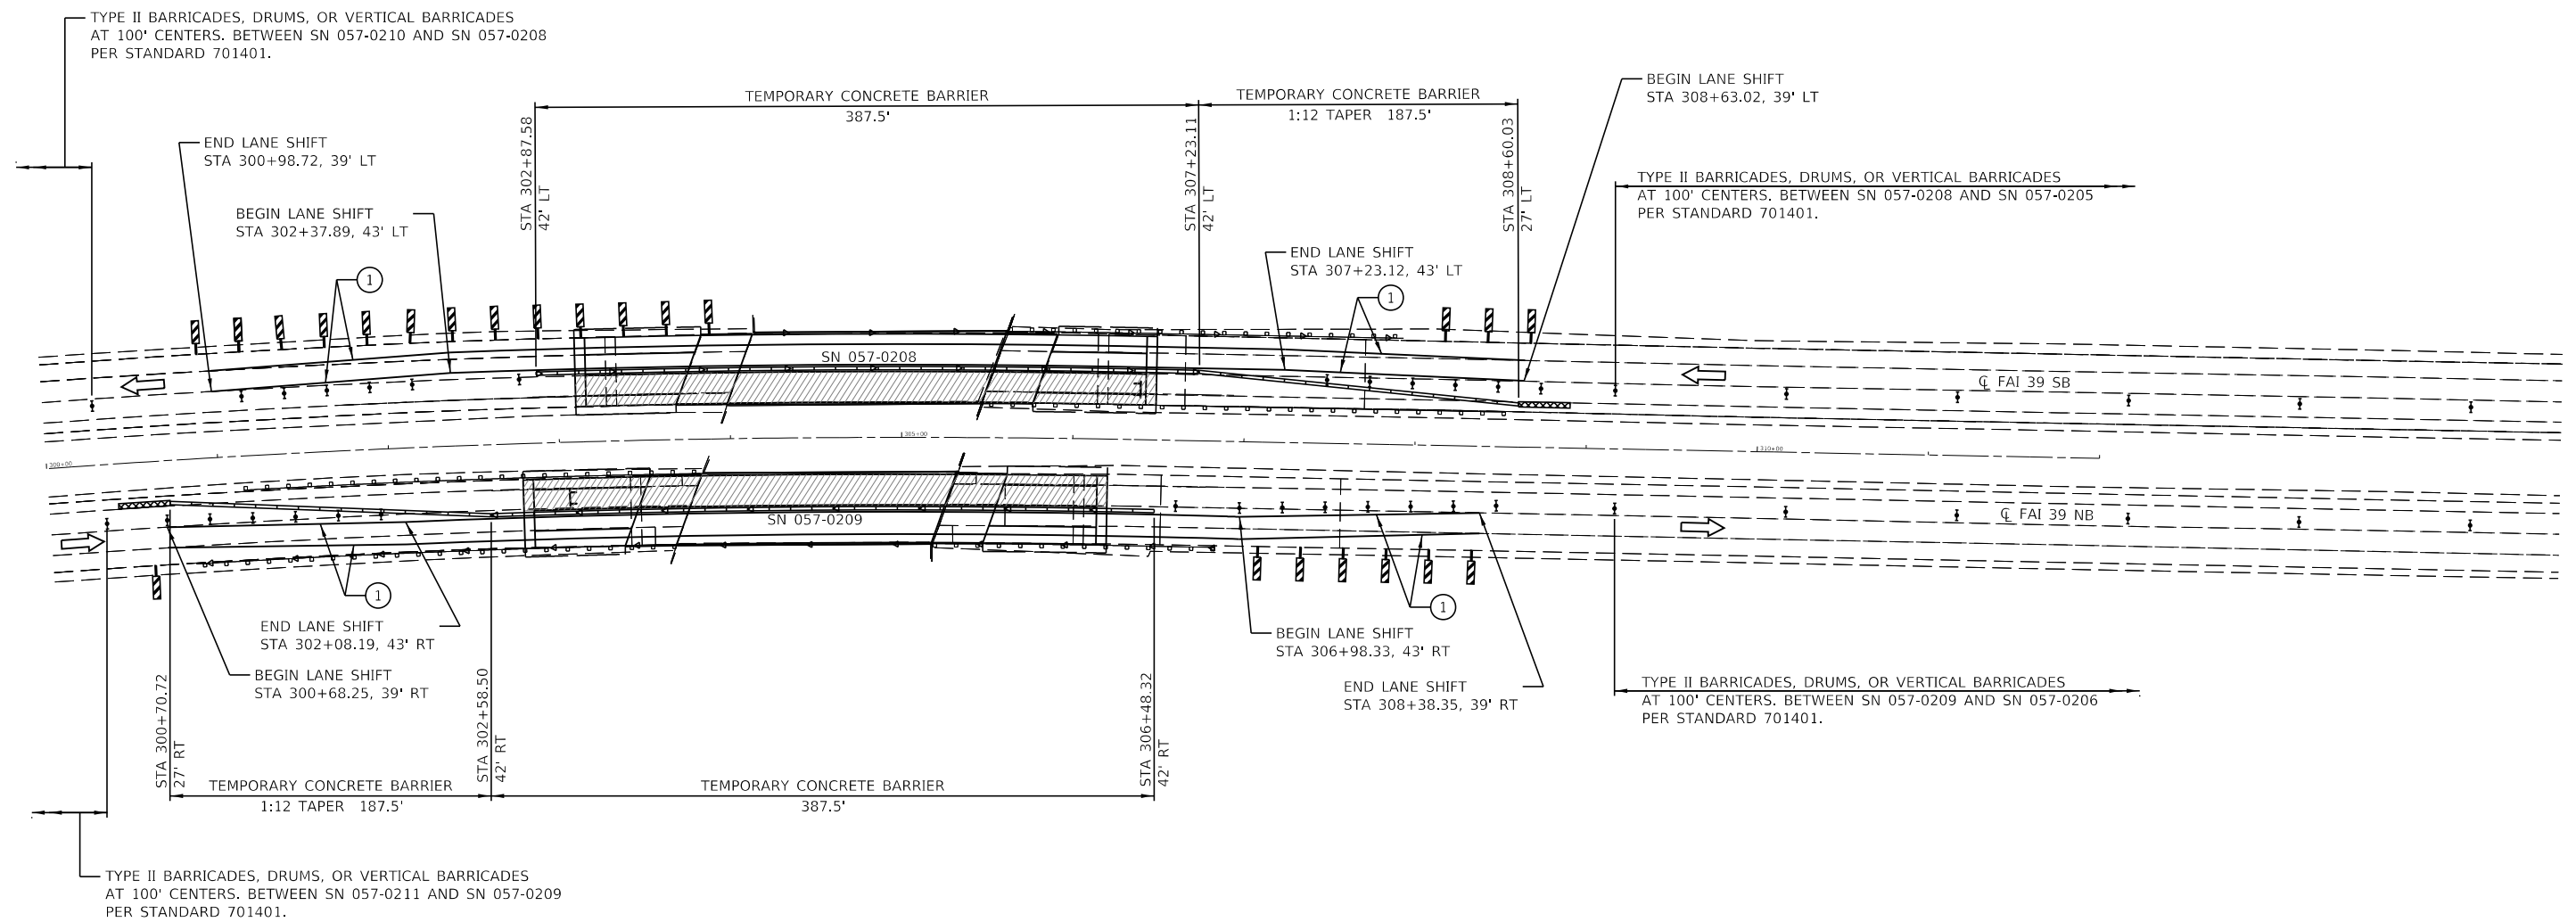 TYPE II BARRICADES, DRUMS, OR VERTICAL BARRICADES
AT 100' CENTERS. BETWEEN SN 057-0210 AND SN 057-0208
PER STANDARD 701401.
BEGIN LANE SHIFT
STA 308+63.02, 39' LT
TEMPORARY CONCRETE BARRIER
387.5'
TEMPORARY CONCRETE BARRIER
1:12 TAPER 187.5'
END LANE SHIFT
STA 300+98.72, 39' LT
STA 302+87.58
42' LT
STA 307+23.11
42' LT
STA 308+60.03
27' LT
TYPE II BARRICADES, DRUMS, OR VERTICAL BARRICADES
AT 100' CENTERS. BETWEEN SN 057-0208 AND SN 057-0205
PER STANDARD 701401.
BEGIN LANE SHIFT
STA 302+37.89, 43' LT
END LANE SHIFT
STA 307+23.12, 43' LT
1
1
SN 057-0208
℄ FAI 39 SB
300+00
305+00
310+00
SN 057-0209
℄ FAI 39 NB
1
1
END LANE SHIFT
STA 302+08.19, 43' RT
BEGIN LANE SHIFT
STA 306+98.33, 43' RT
BEGIN LANE SHIFT
STA 300+68.25, 39' RT
END LANE SHIFT
STA 308+38.35, 39' RT
TYPE II BARRICADES, DRUMS, OR VERTICAL BARRICADES
AT 100' CENTERS. BETWEEN SN 057-0209 AND SN 057-0206
PER STANDARD 701401.
STA 300+70.72
27' RT
STA 302+58.50
42' RT
STA 306+48.32
42' RT
TEMPORARY CONCRETE BARRIER
1:12 TAPER 187.5'
TEMPORARY CONCRETE BARRIER
387.5'
TYPE II BARRICADES, DRUMS, OR VERTICAL BARRICADES
AT 100' CENTERS. BETWEEN SN 057-0211 AND SN 057-0209
PER STANDARD 701401.